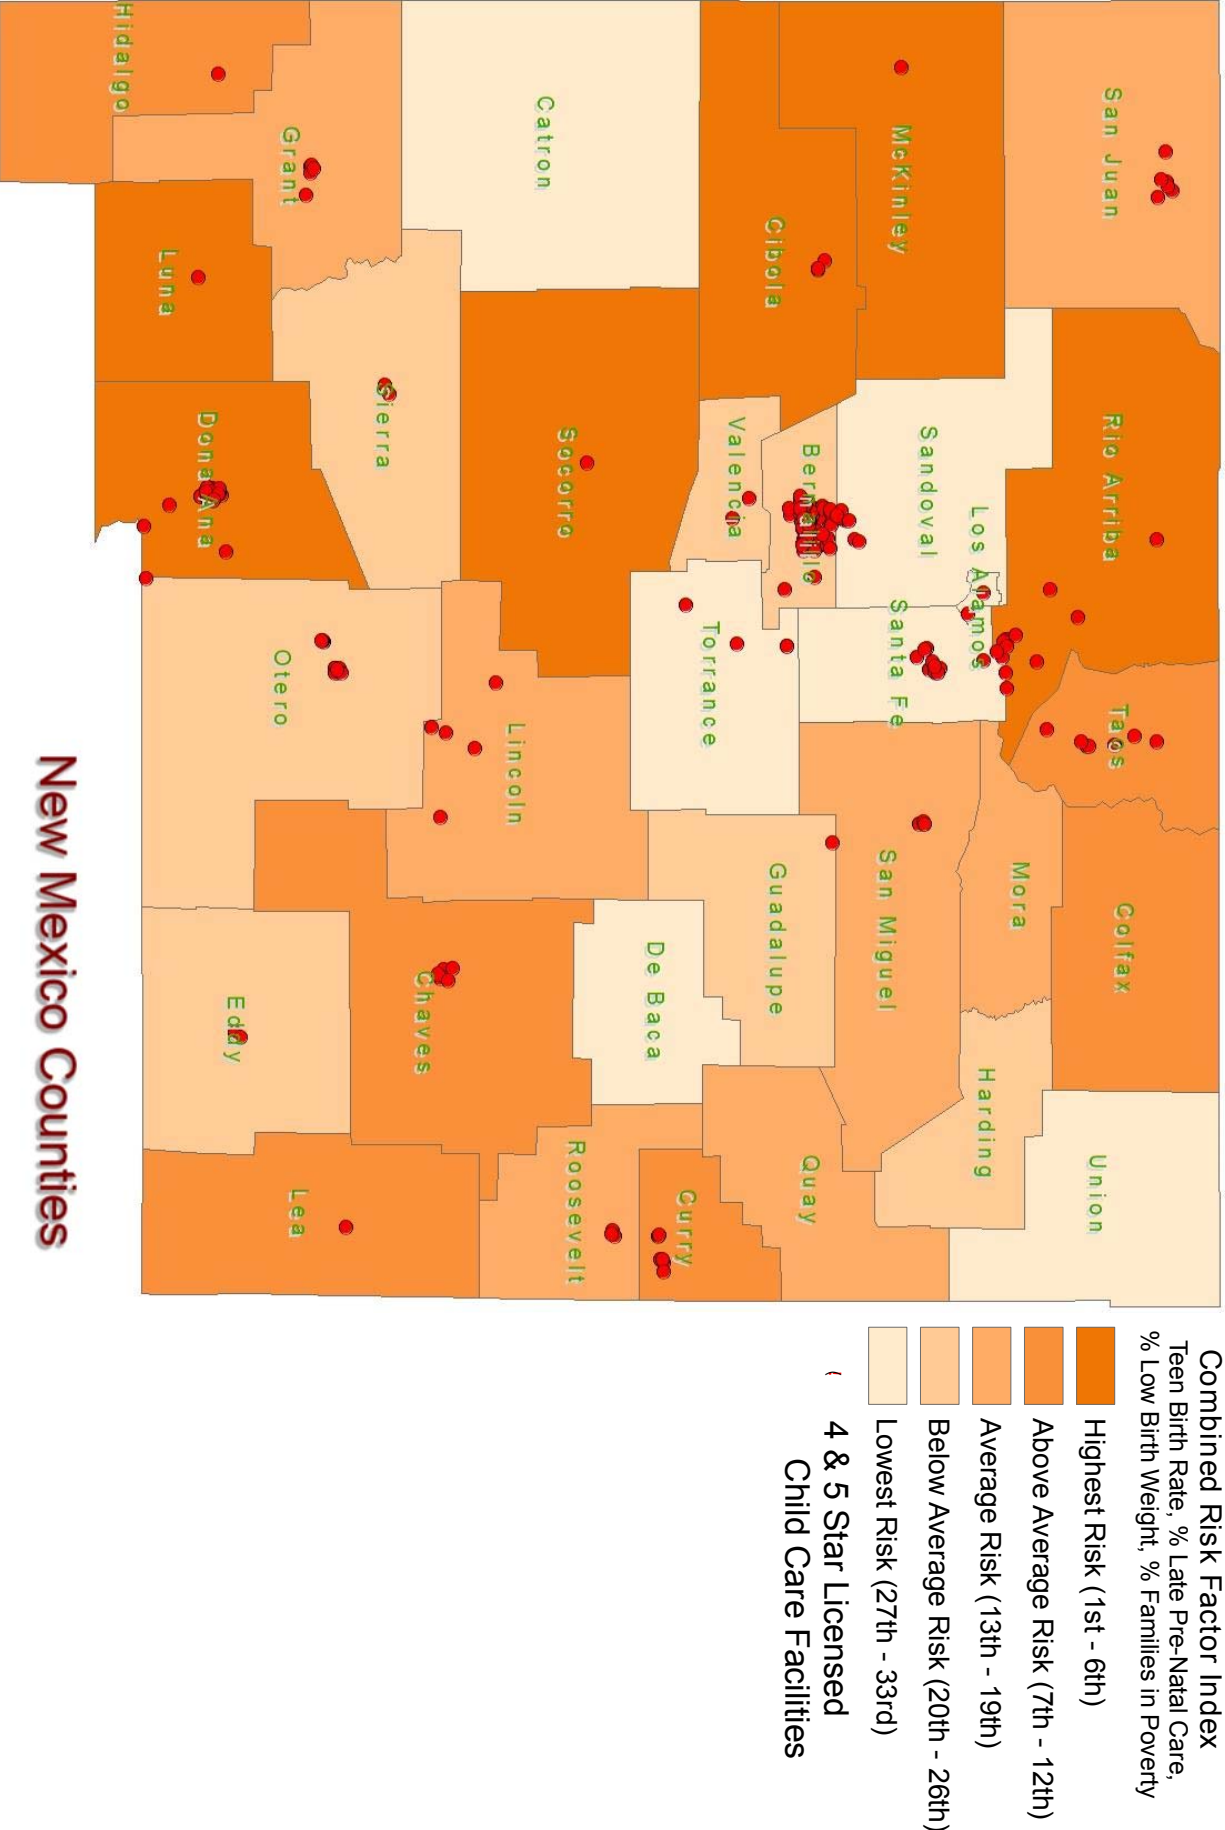 San Juan
Rio Arriba
Taos
Colfax
Union
McKinley
Sandoval
Los Alamos
Mora
Harding
Santa Fe
San Miguel
Cibola
Bernalillo
Valencia
Torrance
Guadalupe
Quay
Catron
Socorro
De Baca
Curry
Roosevelt
Lincoln
Sierra
Chaves
Grant
Otero
Lea
Hidalgo
Luna
Dona Ana
Eddy
New Mexico Counties
Combined Risk Factor Index
Teen Birth Rate, % Late Pre-Natal Care,
% Low Birth Weight, % Families in Poverty
Highest Risk (1st - 6th)
Above Average Risk (7th - 12th)
Average Risk (13th - 19th)
Below Average Risk (20th - 26th)
Lowest Risk (27th - 33rd)
4 & 5 Star Licensed
Child Care Facilities